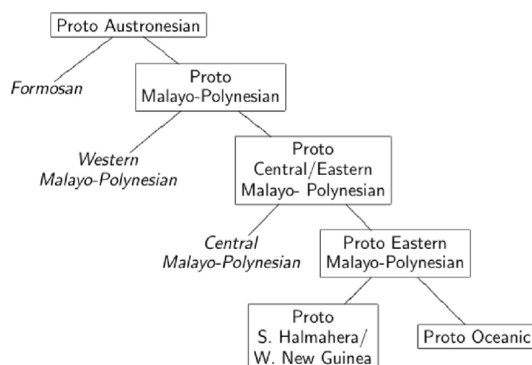 Proto Austronesian
Formosan
Proto
Malayo-Polynesian
Western
Malayo-Polynesian
Proto
Central/Eastern
Malayo- Polynesian
Central
Malayo-Polynesian
Proto Eastern
Malayo-Polynesian
Proto
S. Halmahera/
W. New Guinea
Proto Oceanic